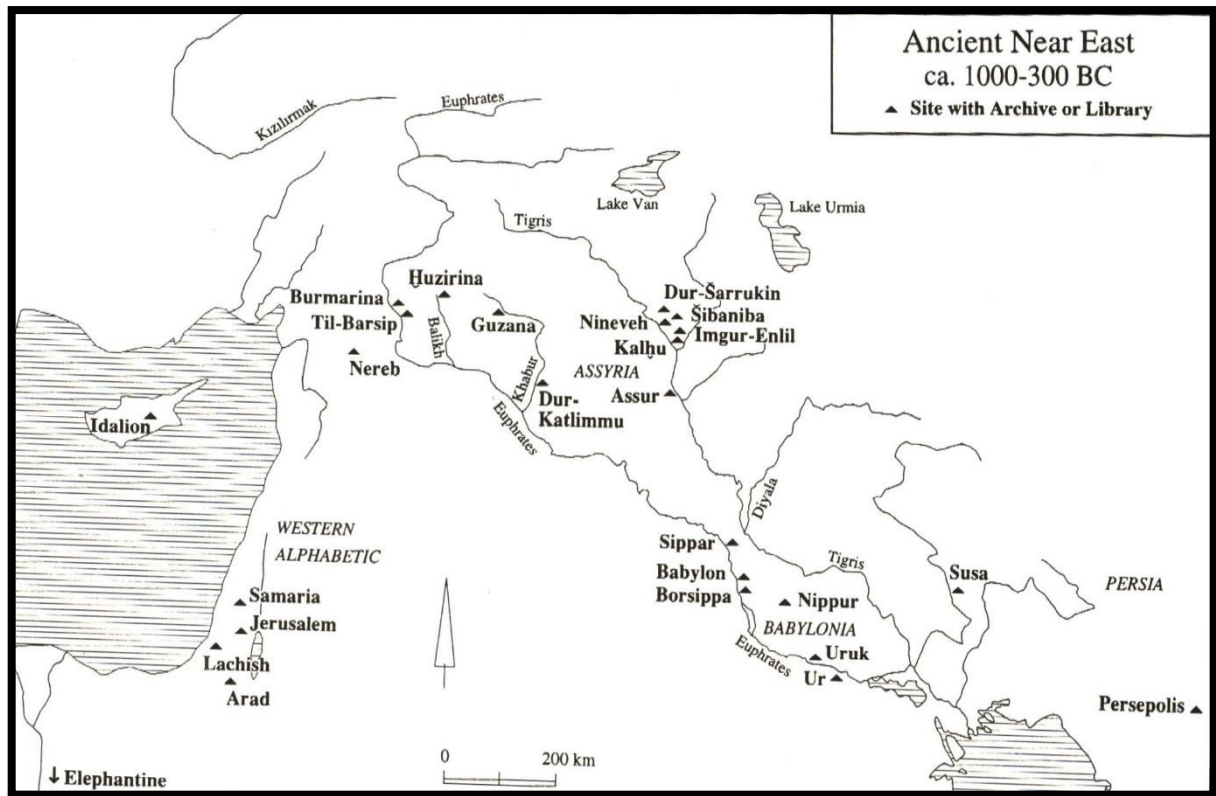 Ancient Near East
ca. 1000-300 BC
▲ Site with Archive or Library
Kızılırmak
Euphrates
Lake Van
Lake Urmia
Tigris
Ḫuzirina
Burmarina
Til-Barsip
Balikh
Guzana
Dur-Šarrukin
Šibaniba
Nineveh
Imgur-Enlil
Kalḫu
Nereb
Khabur
ASSYRIA
Assur
Dur-
Katlimmu
Euphrates
Idalion
Diyala
WESTERN
ALPHABETIC
Sippar
Tigris
Babylon
Borsippa
Nippur
Susa
PERSIA
Samaria
Jerusalem
BABYLONIA
Euphrates
Uruk
Lachish
Ur
Arad
Persepolis
0
200 km
↓ Elephantine